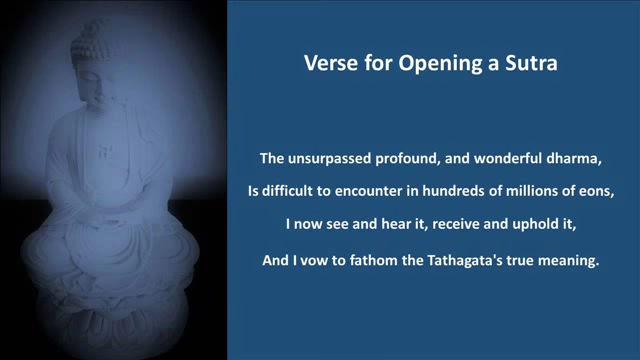 Verse for Opening a Sutra
The unsurpassed profound, and wonderful dharma,
Is difficult to encounter in hundreds of millions of eons,
I now see and hear it, receive and uphold it,
And I vow to fathom the Tathagata's true meaning.